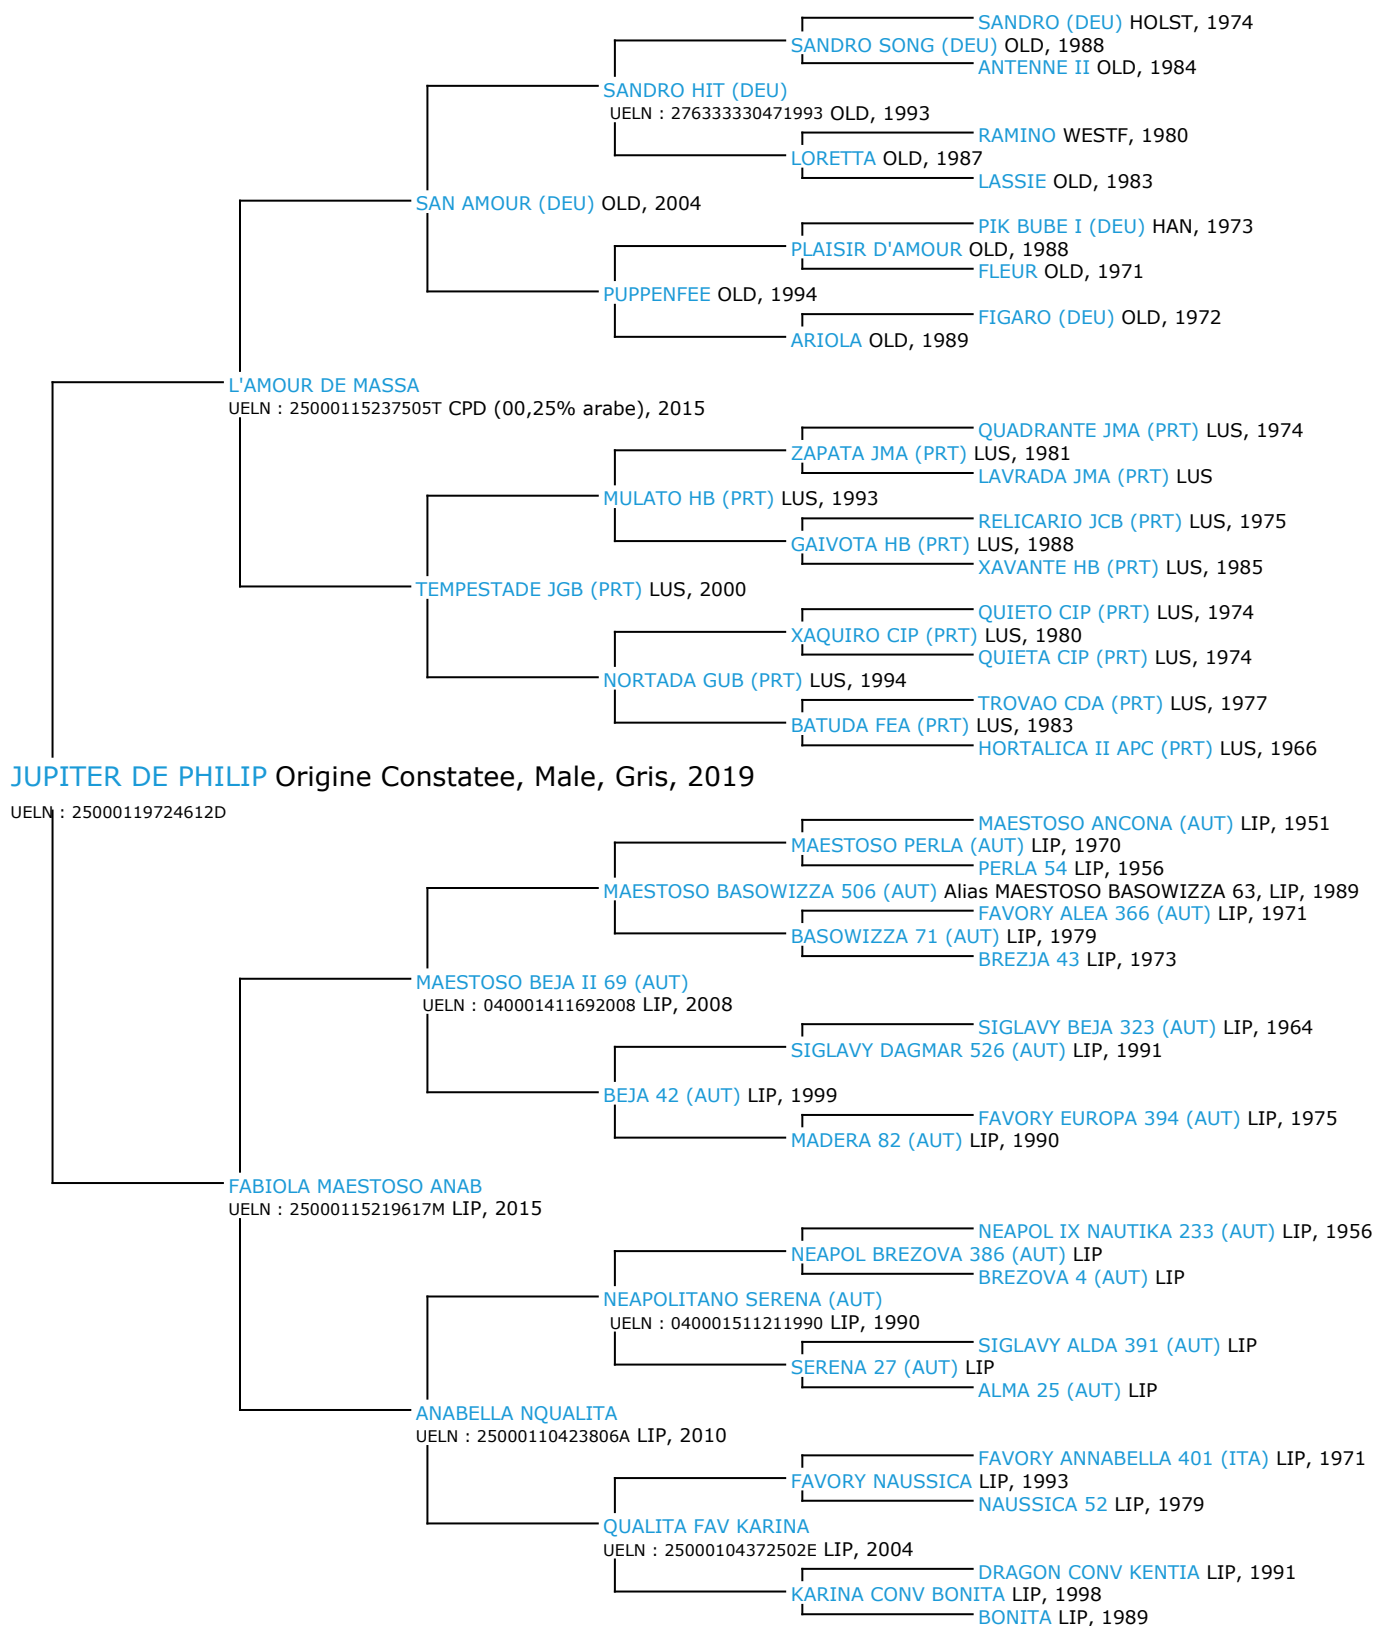 SANDRO (DEU) HOLST, 1974
SANDRO SONG (DEU) OLD, 1988
ANTENNE II OLD, 1984
SANDRO HIT (DEU)
UELN : 276333330471993 OLD, 1993
RAMINO WESTF, 1980
LORETTA OLD, 1987
LASSIE OLD, 1983
SAN AMOUR (DEU) OLD, 2004
PIK BUBE I (DEU) HAN, 1973
PLAISIR D'AMOUR OLD, 1988
FLEUR OLD, 1971
PUPPENFEE OLD, 1994
FIGARO (DEU) OLD, 1972
ARIOLA OLD, 1989
L'AMOUR DE MASSA
UELN : 25000115237505T CPD (00,25% arabe), 2015
QUADRANTE JMA (PRT) LUS, 1974
ZAPATA JMA (PRT) LUS, 1981
LAVRADA JMA (PRT) LUS
MULATO HB (PRT) LUS, 1993
RELICARIO JCB (PRT) LUS, 1975
GAIVOTA HB (PRT) LUS, 1988
XAVANTE HB (PRT) LUS, 1985
TEMPESTADE JGB (PRT) LUS, 2000
QUIETO CIP (PRT) LUS, 1974
XAQUIRO CIP (PRT) LUS, 1980
QUIETA CIP (PRT) LUS, 1974
NORTADA GUB (PRT) LUS, 1994
TROVAO CDA (PRT) LUS, 1977
BATUDA FEA (PRT) LUS, 1983
HORTALICA II APC (PRT) LUS, 1966
JUPITER DE PHILIP Origine Constatee, Male, Gris, 2019
UELN : 25000119724612D
MAESTOSO ANCONA (AUT) LIP, 1951
MAESTOSO PERLA (AUT) LIP, 1970
PERLA 54 LIP, 1956
MAESTOSO BASOWIZZA 506 (AUT) Alias MAESTOSO BASOWIZZA 63, LIP, 1989
FAVORY ALEA 366 (AUT) LIP, 1971
BASOWIZZA 71 (AUT) LIP, 1979
BREZJA 43 LIP, 1973
MAESTOSO BEJA II 69 (AUT)
UELN : 040001411692008 LIP, 2008
SIGLAVY BEJA 323 (AUT) LIP, 1964
SIGLAVY DAGMAR 526 (AUT) LIP, 1991
BEJA 42 (AUT) LIP, 1999
FAVORY EUROPA 394 (AUT) LIP, 1975
MADERA 82 (AUT) LIP, 1990
FABIOLA MAESTOSO ANAB
UELN : 25000115219617M LIP, 2015
NEAPOL IX NAUTIKA 233 (AUT) LIP, 1956
NEAPOL BREZOVA 386 (AUT) LIP
BREZOVA 4 (AUT) LIP
NEAPOLITANO SERENA (AUT)
UELN : 040001511211990 LIP, 1990
SIGLAVY ALDA 391 (AUT) LIP
SERENA 27 (AUT) LIP
ALMA 25 (AUT) LIP
ANABELLA NQUALITA
UELN : 25000110423806A LIP, 2010
FAVORY ANNABELLA 401 (ITA) LIP, 1971
FAVORY NAUSSICA LIP, 1993
NAUSSICA 52 LIP, 1979
QUALITA FAV KARINA
UELN : 25000104372502E LIP, 2004
DRAGON CONV KENTIA LIP, 1991
KARINA CONV BONITA LIP, 1998
BONITA LIP, 1989